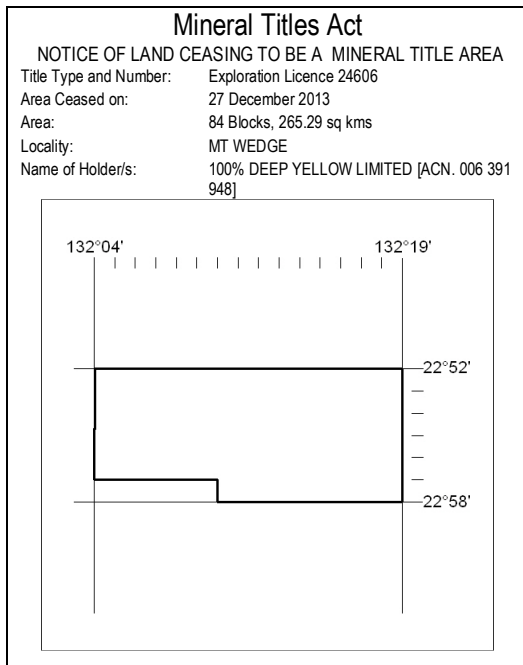 Mineral Titles Act
NOTICE OF LAND CEASING TO BE A MINERAL TITLE AREA
Title Type and Number: Exploration Licence 24606
Area Ceased on: 27 December 2013
Area: 84 Blocks, 265.29 sq kms
Locality: MT WEDGE
Name of Holder/s: 100% DEEP YELLOW LIMITED [ACN. 006 391
948]
132°04' 132°19'
22°52'
22°58'